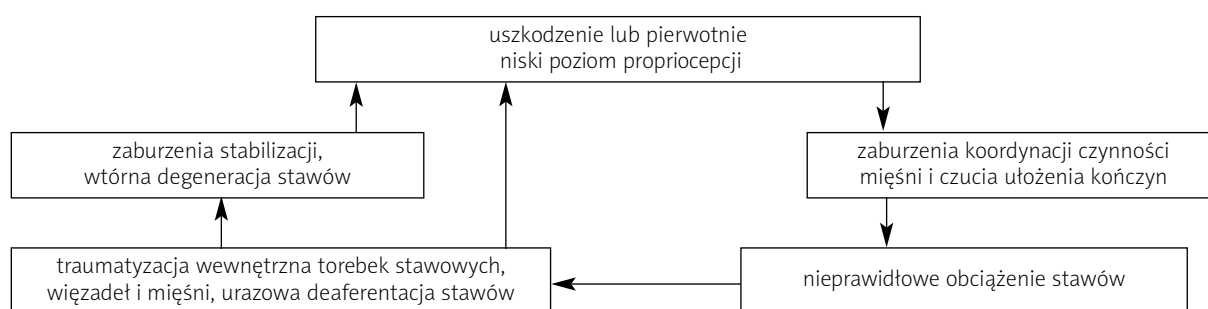 uszkodzenie lub pierwotnie
niski poziom propriocepcji
zaburzenia stabilizacji,
wtórna degeneracja stawów
zaburzenia koordynacji czynności
mięśni i czucia ułożenia kończyn
traumatyzacja wewnętrzna torebek stawowych,
więzadeł i mięśni, urazowa deaferentacja stawów
nieprawidłowe obciążenie stawów